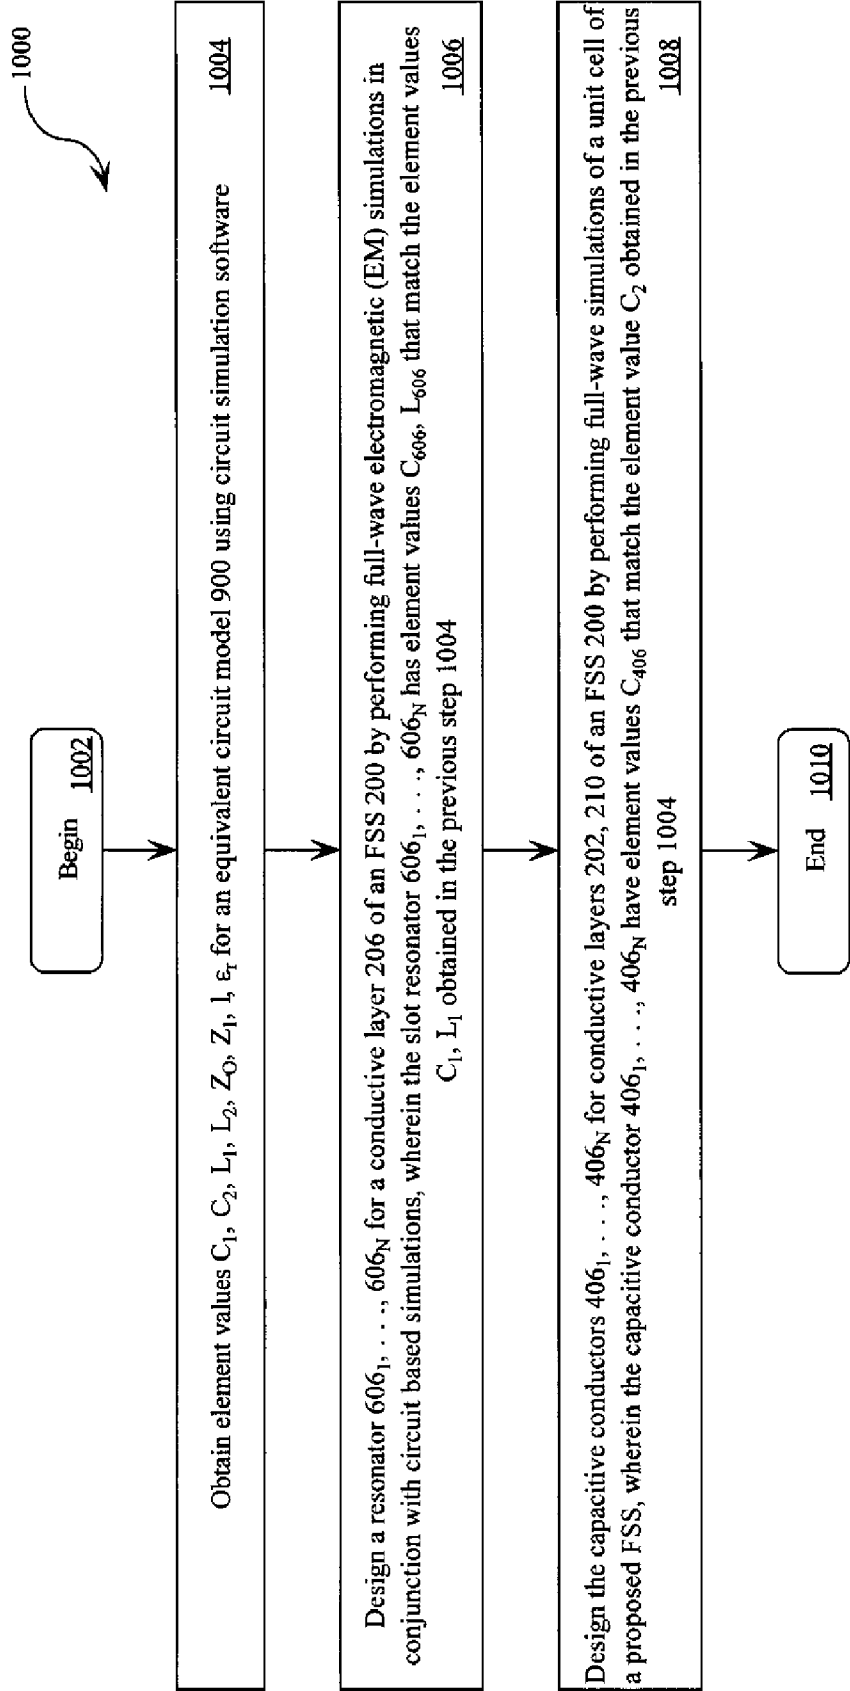 1000
Begin
1002
Obtain element values C₁, C₂, L₁, L₂, Z_O, Z₁, l, ε_r for an equivalent circuit model 900 using circuit simulation software
1004
Design a resonator 606₁, . . ., 606_N for a conductive layer 206 of an FSS 200 by performing full-wave electromagnetic (EM) simulations in
conjunction with circuit based simulations, wherein the slot resonator 606₁, . . ., 606_N has element values C₆₀₆, L₆₀₆ that match the element values
C₁, L₁ obtained in the previous step 1004
1006
Design the capacitive conductors 406₁, . . ., 406_N for conductive layers 202, 210 of an FSS 200 by performing full-wave simulations of a unit cell of
a proposed FSS, wherein the capacitive conductor 406₁, . . ., 406_N have element values C₄₀₆ that match the element value C₂ obtained in the previous
step 1004
1008
End
1010